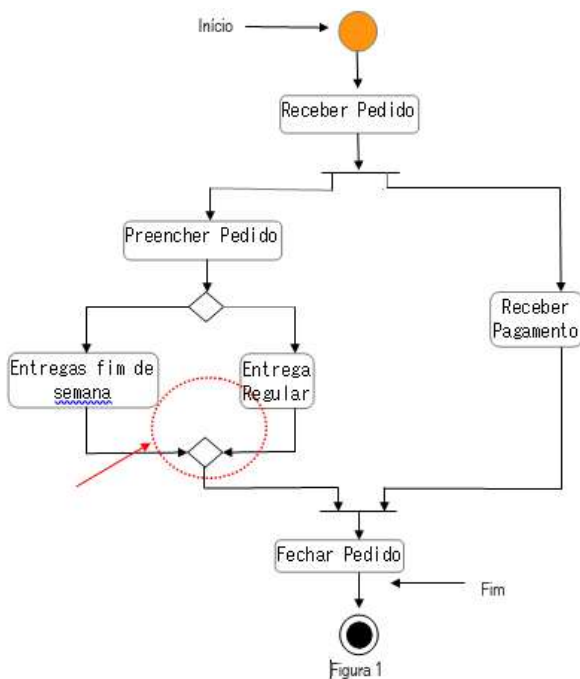 Início
Receber Pedido
Preencher Pedido
Receber
Pagamento
Entregas fim de
semana
Entrega
Regular
Fechar Pedido
Fim
Figura 1